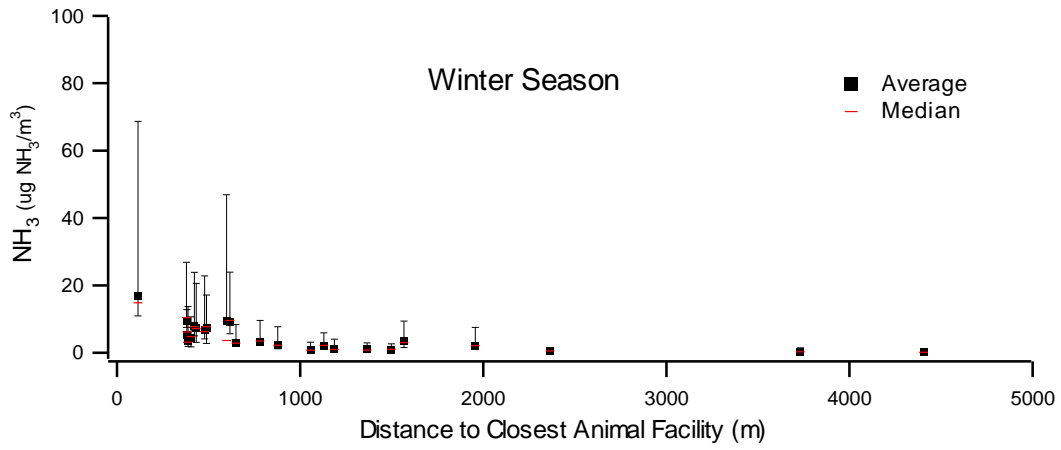 100
80
60
40
20
0
NH3 (ug NH3/m3)
Winter Season
Average
Median
0 1000 2000 3000 4000 5000
Distance to Closest Animal Facility (m)